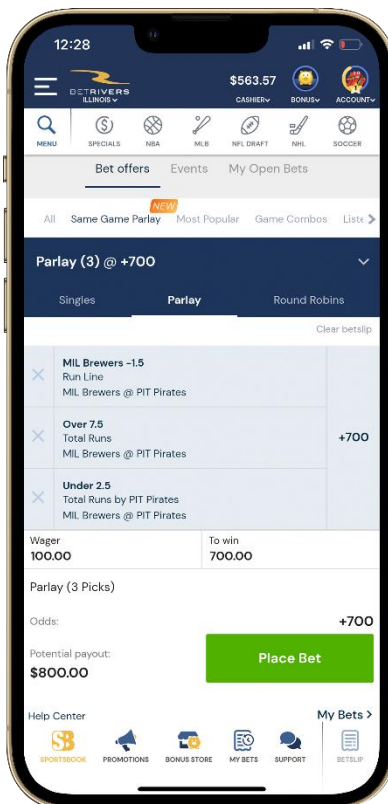 12:28
BETRIVERS
ILLINOIS
$563.57
CASHIER
BONUS
ACCOUNT
MENU
SPECIALS
NBA
MLB
NFL DRAFT
NHL
SOCCER
Bet offers
Events
My Open Bets
NEW
All
Same Game Parlay
Most Popular
Game Combos
Liste
Parlay (3) @ +700
Singles
Parlay
Round Robins
Clear betslip
MIL Brewers -1.5
Run Line
MIL Brewers @ PIT Pirates
Over 7.5
Total Runs
MIL Brewers @ PIT Pirates
+700
Under 2.5
Total Runs by PIT Pirates
MIL Brewers @ PIT Pirates
Wager
100.00
To win
700.00
Parlay (3 Picks)
Odds:
+700
Potential payout:
$800.00
Place Bet
Help Center
My Bets >
SB
SPORTSBOOK
PROMOTIONS
BONUS STORE
MY BETS
SUPPORT
BETSLIP